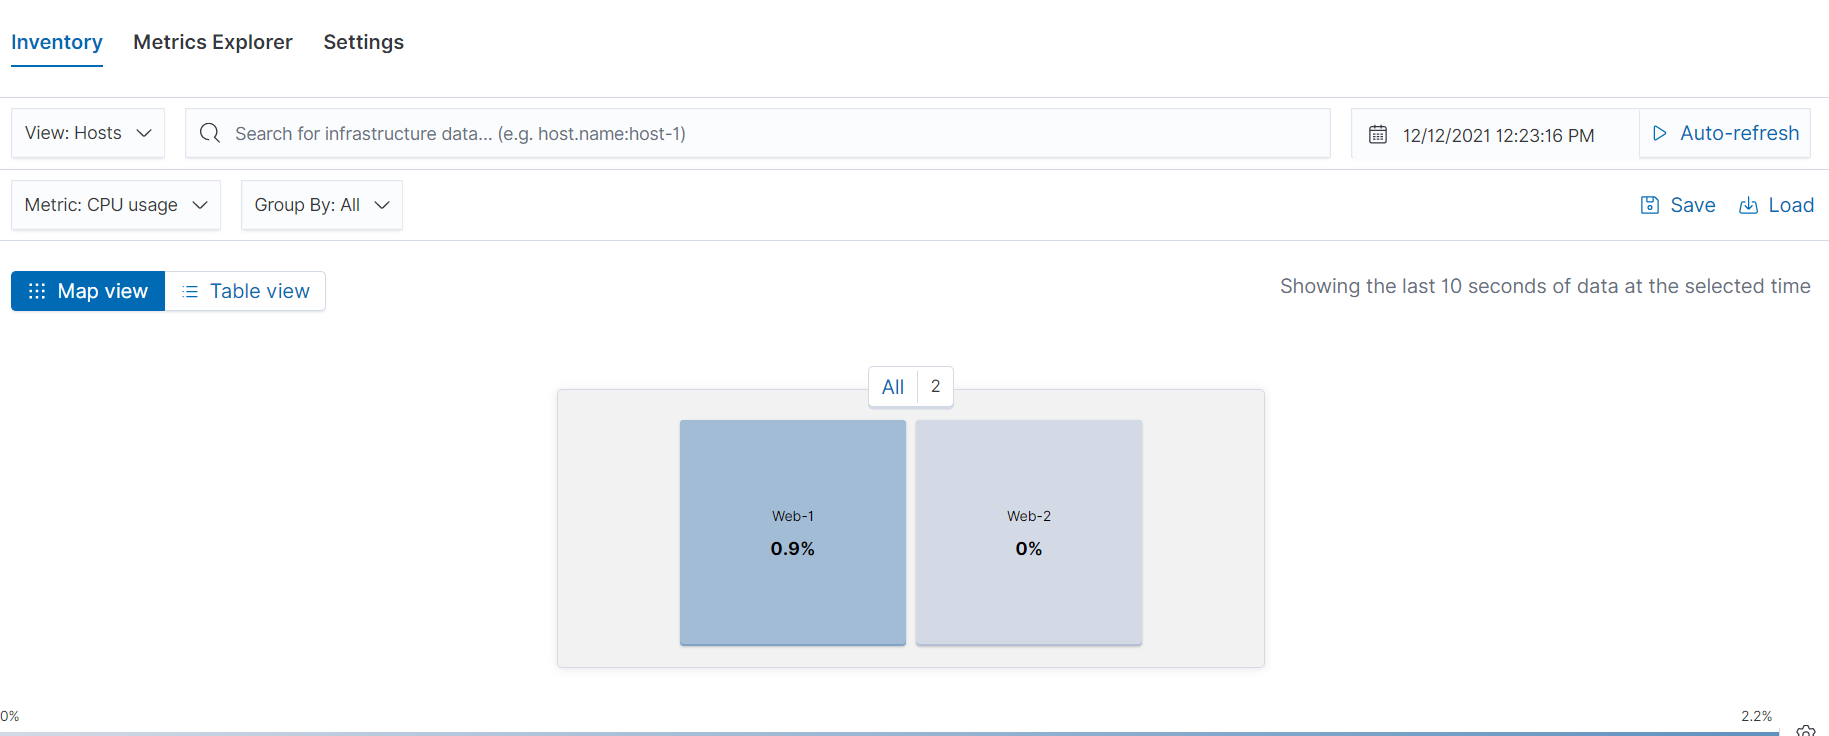 Inventory Metrics Explorer Settings
View: Hosts Search for infrastructure data... (e.g. host.name:host-1) 12/12/2021 12:23:16 PM Auto-refresh
Metric: CPU usage Group By: All Save Load
Map view Table view Showing the last 10 seconds of data at the selected time
All 2
Web-1 Web-2
0.9% 0%
0% 2.2%